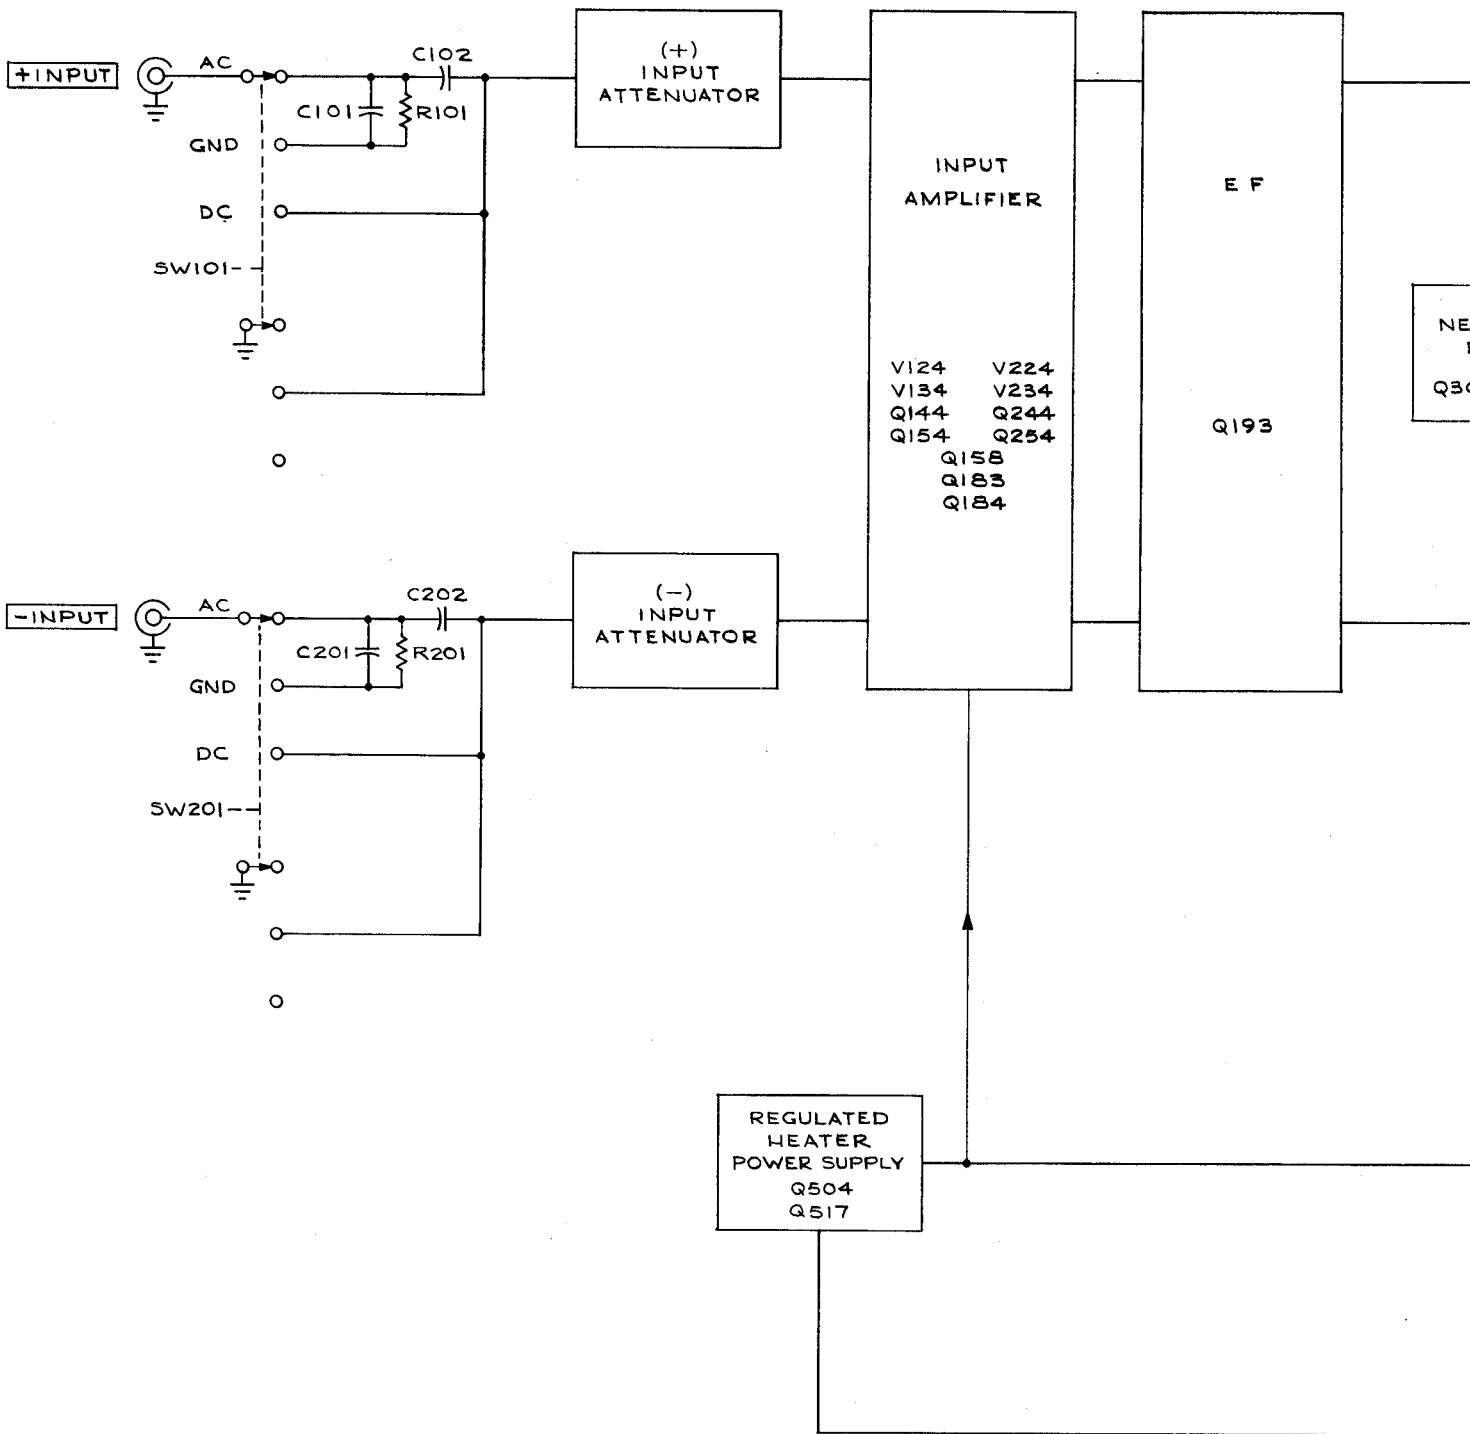 +INPUT
AC
C102
C101
R101
GND
DC
SW101
(+)
INPUT
ATTENUATOR
INPUT
AMPLIFIER
V124 V224
V134 V234
Q144 Q244
Q154 Q254
Q158
Q183
Q184
E F
Q193
-INPUT
AC
C202
C201
R201
GND
DC
SW201
(-)
INPUT
ATTENUATOR
REGULATED
HEATER
POWER SUPPLY
Q504
Q517